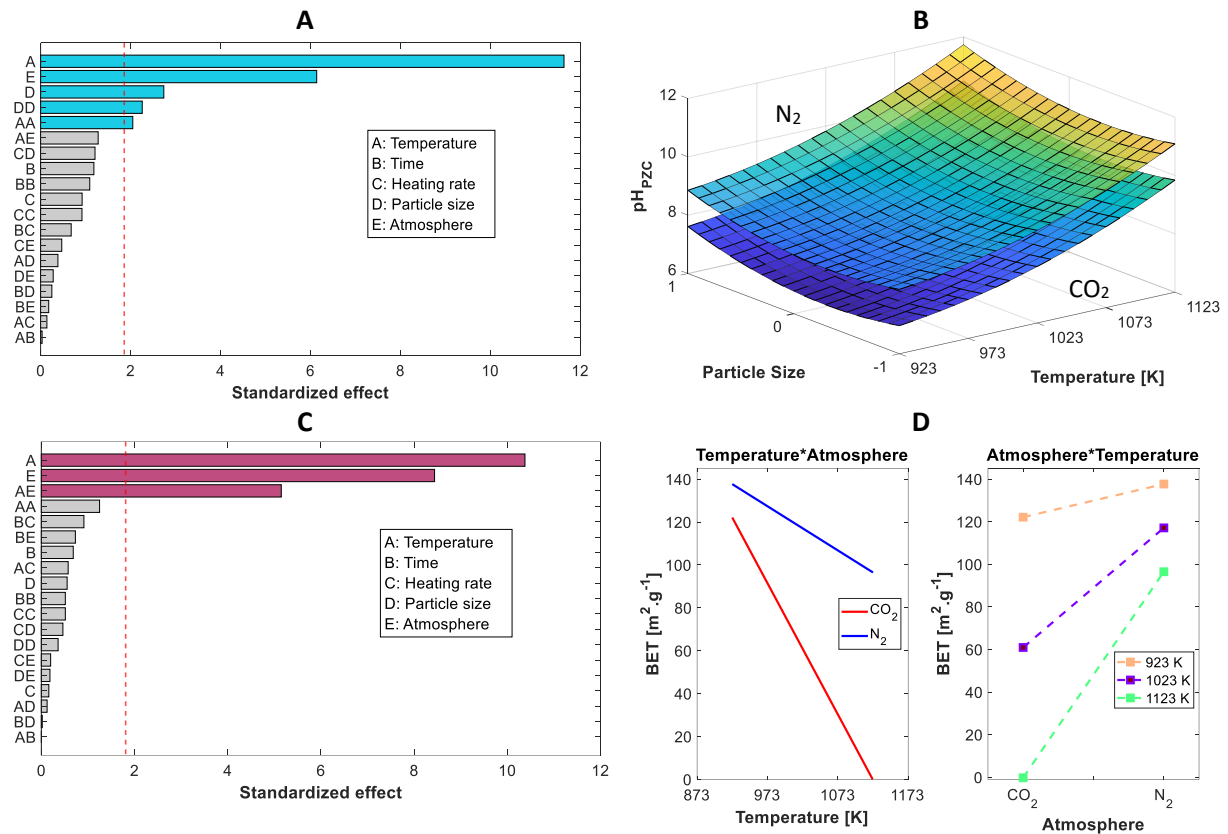 A
A
E
D
DD
AA
AE
CD
B
BB
C
CC
BC
CE
AD
DE
BD
BE
AC
AB
A: Temperature
B: Time
C: Heating rate
D: Particle size
E: Atmosphere
0 2 4 6 8 10 12
Standardized effect
B
12
10
8
6
pH_PZC
N₂
CO₂
1
0
-1
Particle Size
923
973
1023
1073
1123
Temperature [K]
C
A
E
AE
AA
BC
BE
B
AC
D
BB
CC
CD
DD
CE
DE
C
AD
BD
AB
A: Temperature
B: Time
C: Heating rate
D: Particle size
E: Atmosphere
0 2 4 6 8 10 12
Standardized effect
D
Temperature*Atmosphere
140
120
100
80
60
40
20
0
BET [m².g⁻¹]
CO₂
N₂
873 973 1073 1173
Temperature [K]
Atmosphere*Temperature
140
120
100
80
60
40
20
0
BET [m².g⁻¹]
923 K
1023 K
1123 K
CO₂ N₂
Atmosphere